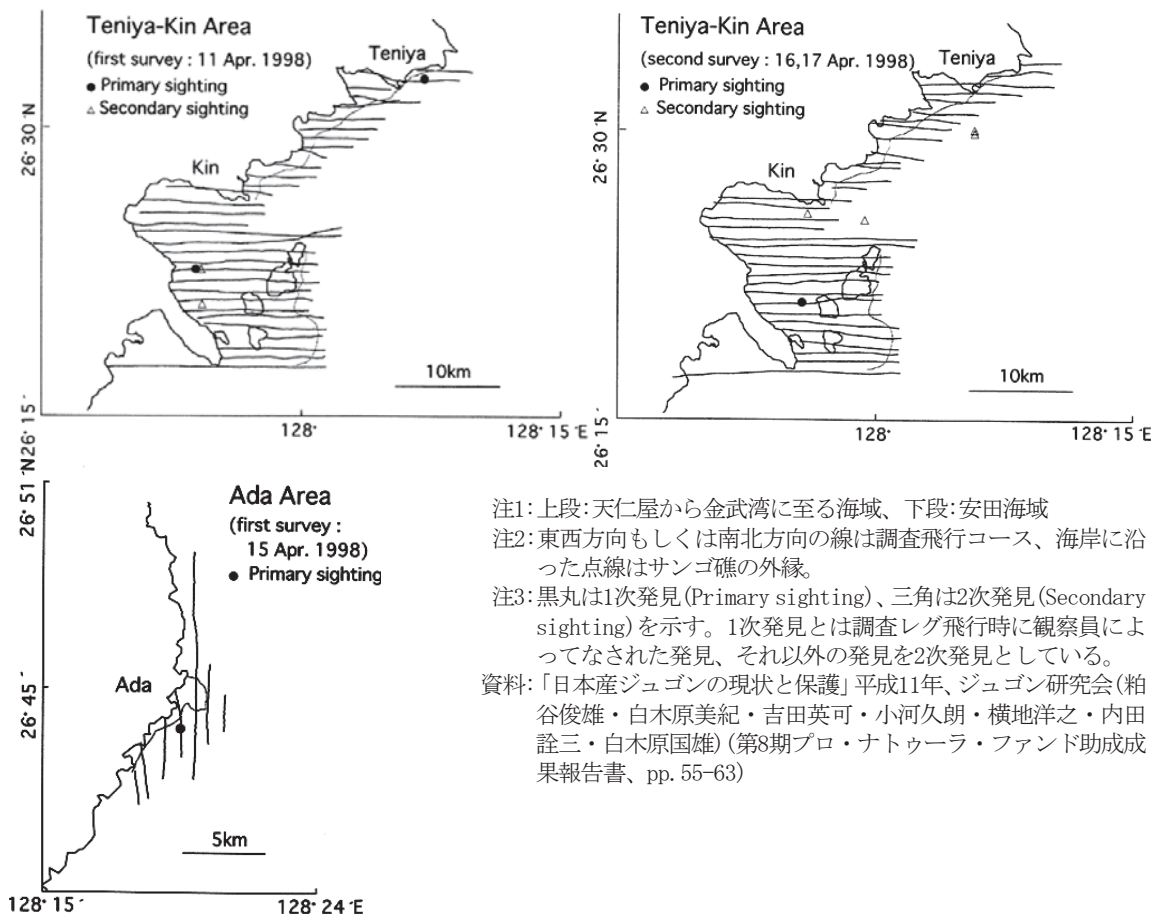 Teniya-Kin Area
(first survey : 11 Apr. 1998)
● Primary sighting
△ Secondary sighting
Teniya
Kin
26° 30 ´N
10km
26° 15 ´N
128°
128° 15 ´E
Teniya-Kin Area
(second survey : 16,17 Apr. 1998)
● Primary sighting
△ Secondary sighting
Teniya
Kin
26° 30 ´N
10km
26° 15 ´
128°
128° 15 ´E
26° 51 ´N
Ada Area
(first survey :
15 Apr. 1998)
● Primary sighting
Ada
26° 45 ´
5km
128° 15 ´
128° 24 ´E
注1：上段：天仁屋から金武湾に至る海域、下段：安田海域
注2：東西方向もしくは南北方向の線は調査飛行コース、海岸に沿
った点線はサンゴ礁の外縁。
注3：黒丸は1次発見(Primary sighting)、三角は2次発見(Secondary
sighting)を示す。1次発見とは調査レグ飛行時に観察員によ
ってなされた発見、それ以外の発見を2次発見としている。
資料：「日本産ジュゴンの現状と保護」平成11年、ジュゴン研究会(粕
谷俊雄・白木原美紀・吉田英可・小河久朗・横地洋之・内田
詮三・白木原国雄)(第8期プロ・ナトゥーラ・ファンド助成成
果報告書、pp.55-63)